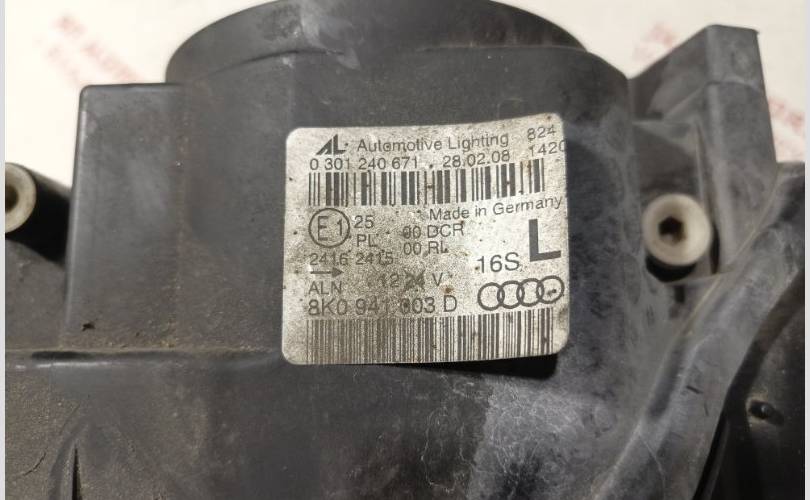 AL Automotive Lighting 824
0 301 240 671 28.02.08 1420
Made in Germany
E1 25 00 DCR
PL 00 RL
2416 2415
L
16S
ALN 12 24 V
8K0 941 003 D